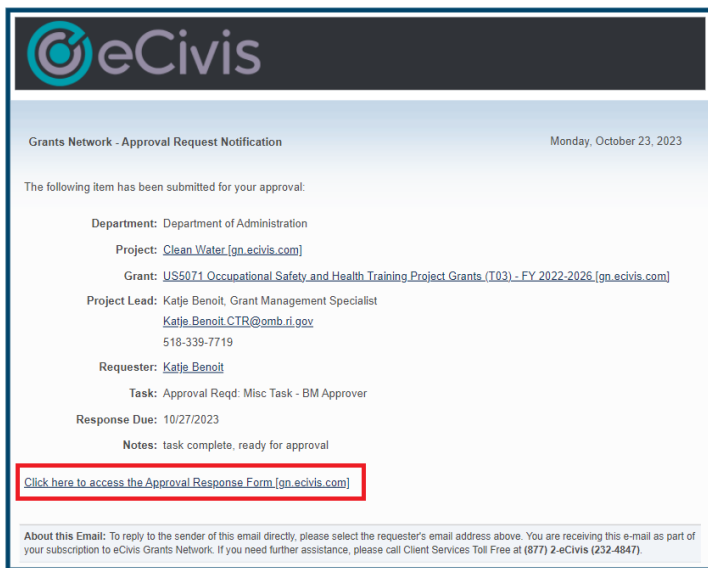 eCivis
Grants Network - Approval Request Notification
Monday, October 23, 2023
The following item has been submitted for your approval:
Department: Department of Administration
Project: Clean Water [gn.ecivis.com]
Grant: US5071 Occupational Safety and Health Training Project Grants (T03) - FY 2022-2026 [gn.ecivis.com]
Project Lead: Katje Benoit, Grant Management Specialist
Katje.Benoit.CTR@omb.ri.gov
518-339-7719
Requester: Katje Benoit
Task: Approval Reqd: Misc Task - BM Approver
Response Due: 10/27/2023
Notes: task complete, ready for approval
Click here to access the Approval Response Form [gn.ecivis.com]
About this Email: To reply to the sender of this email directly, please select the requester's email address above. You are receiving this e-mail as part of
your subscription to eCivis Grants Network. If you need further assistance, please call Client Services Toll Free at (877) 2-eCivis (232-4847).